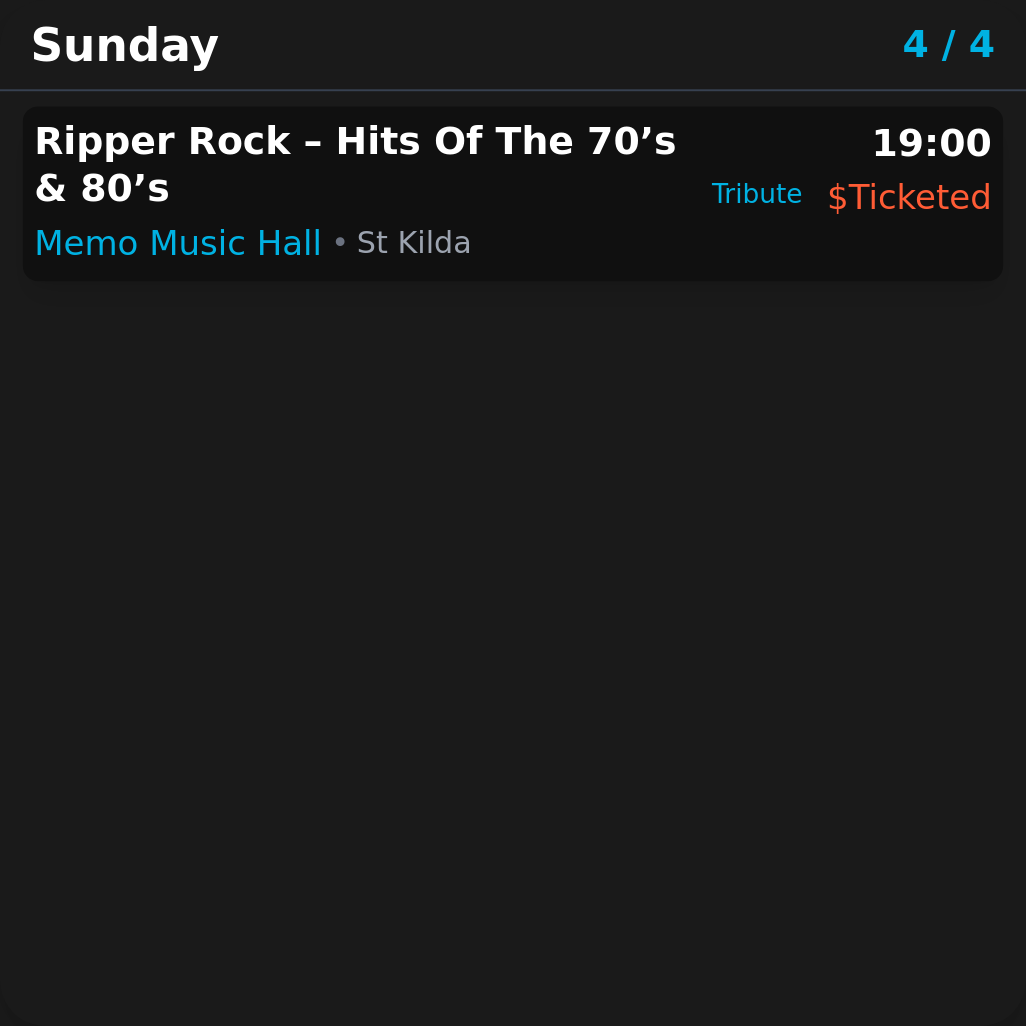 Sunday
4 / 4
Ripper Rock – Hits Of The 70’s
& 80’s
19:00
Tribute $Ticketed
Memo Music Hall • St Kilda